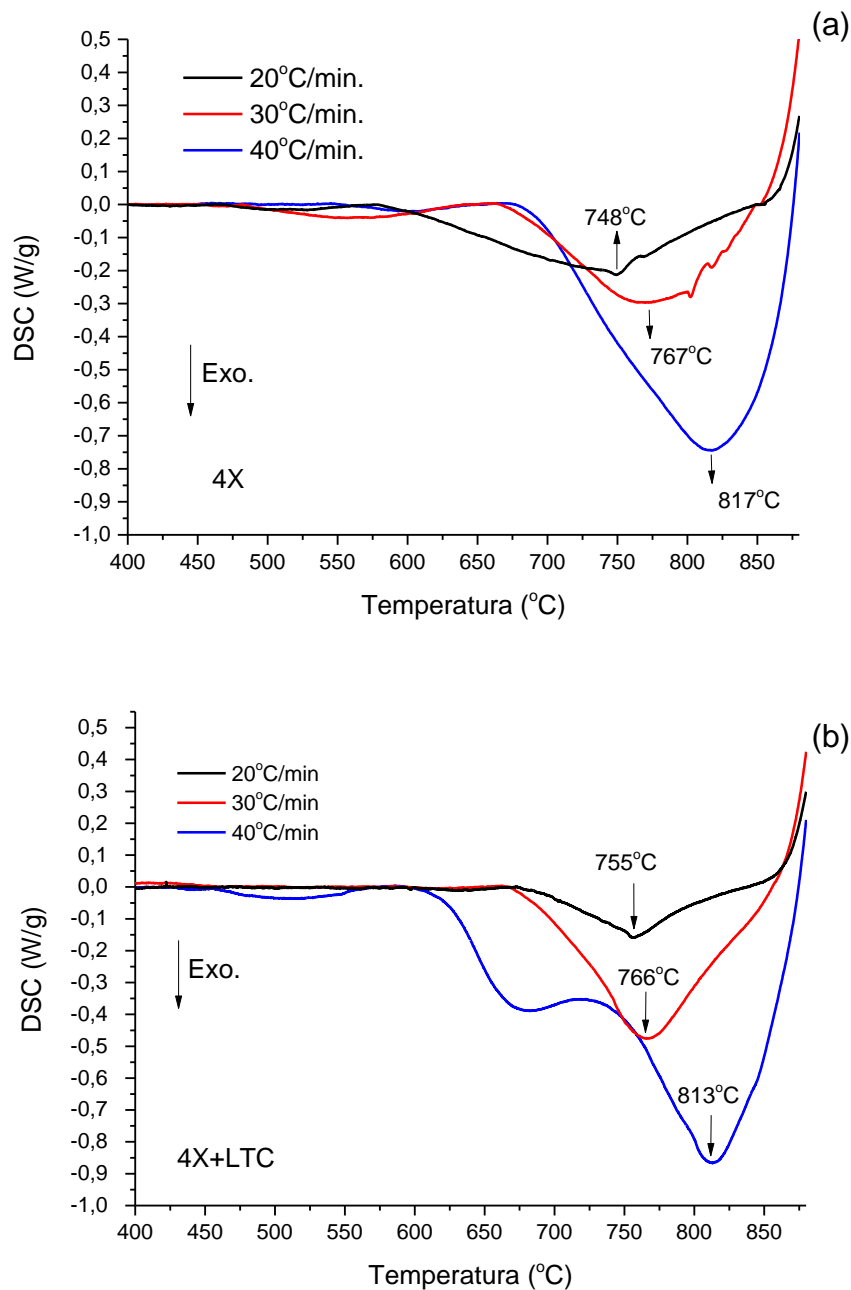 (a)
0,5
0,4
0,3
0,2
0,1
0,0
-0,1
-0,2
-0,3
-0,4
-0,5
-0,6
-0,7
-0,8
-0,9
-1,0
DSC (W/g)
20°C/min.
30°C/min.
40°C/min.
748°C
767°C
817°C
Exo.
4X
400 450 500 550 600 650 700 750 800 850
Temperatura (°C)
(b)
0,5
0,4
0,3
0,2
0,1
0,0
-0,1
-0,2
-0,3
-0,4
-0,5
-0,6
-0,7
-0,8
-0,9
-1,0
DSC (W/g)
20°C/min
30°C/min
40°C/min
755°C
766°C
813°C
Exo.
4X+LTC
400 450 500 550 600 650 700 750 800 850
Temperatura (°C)